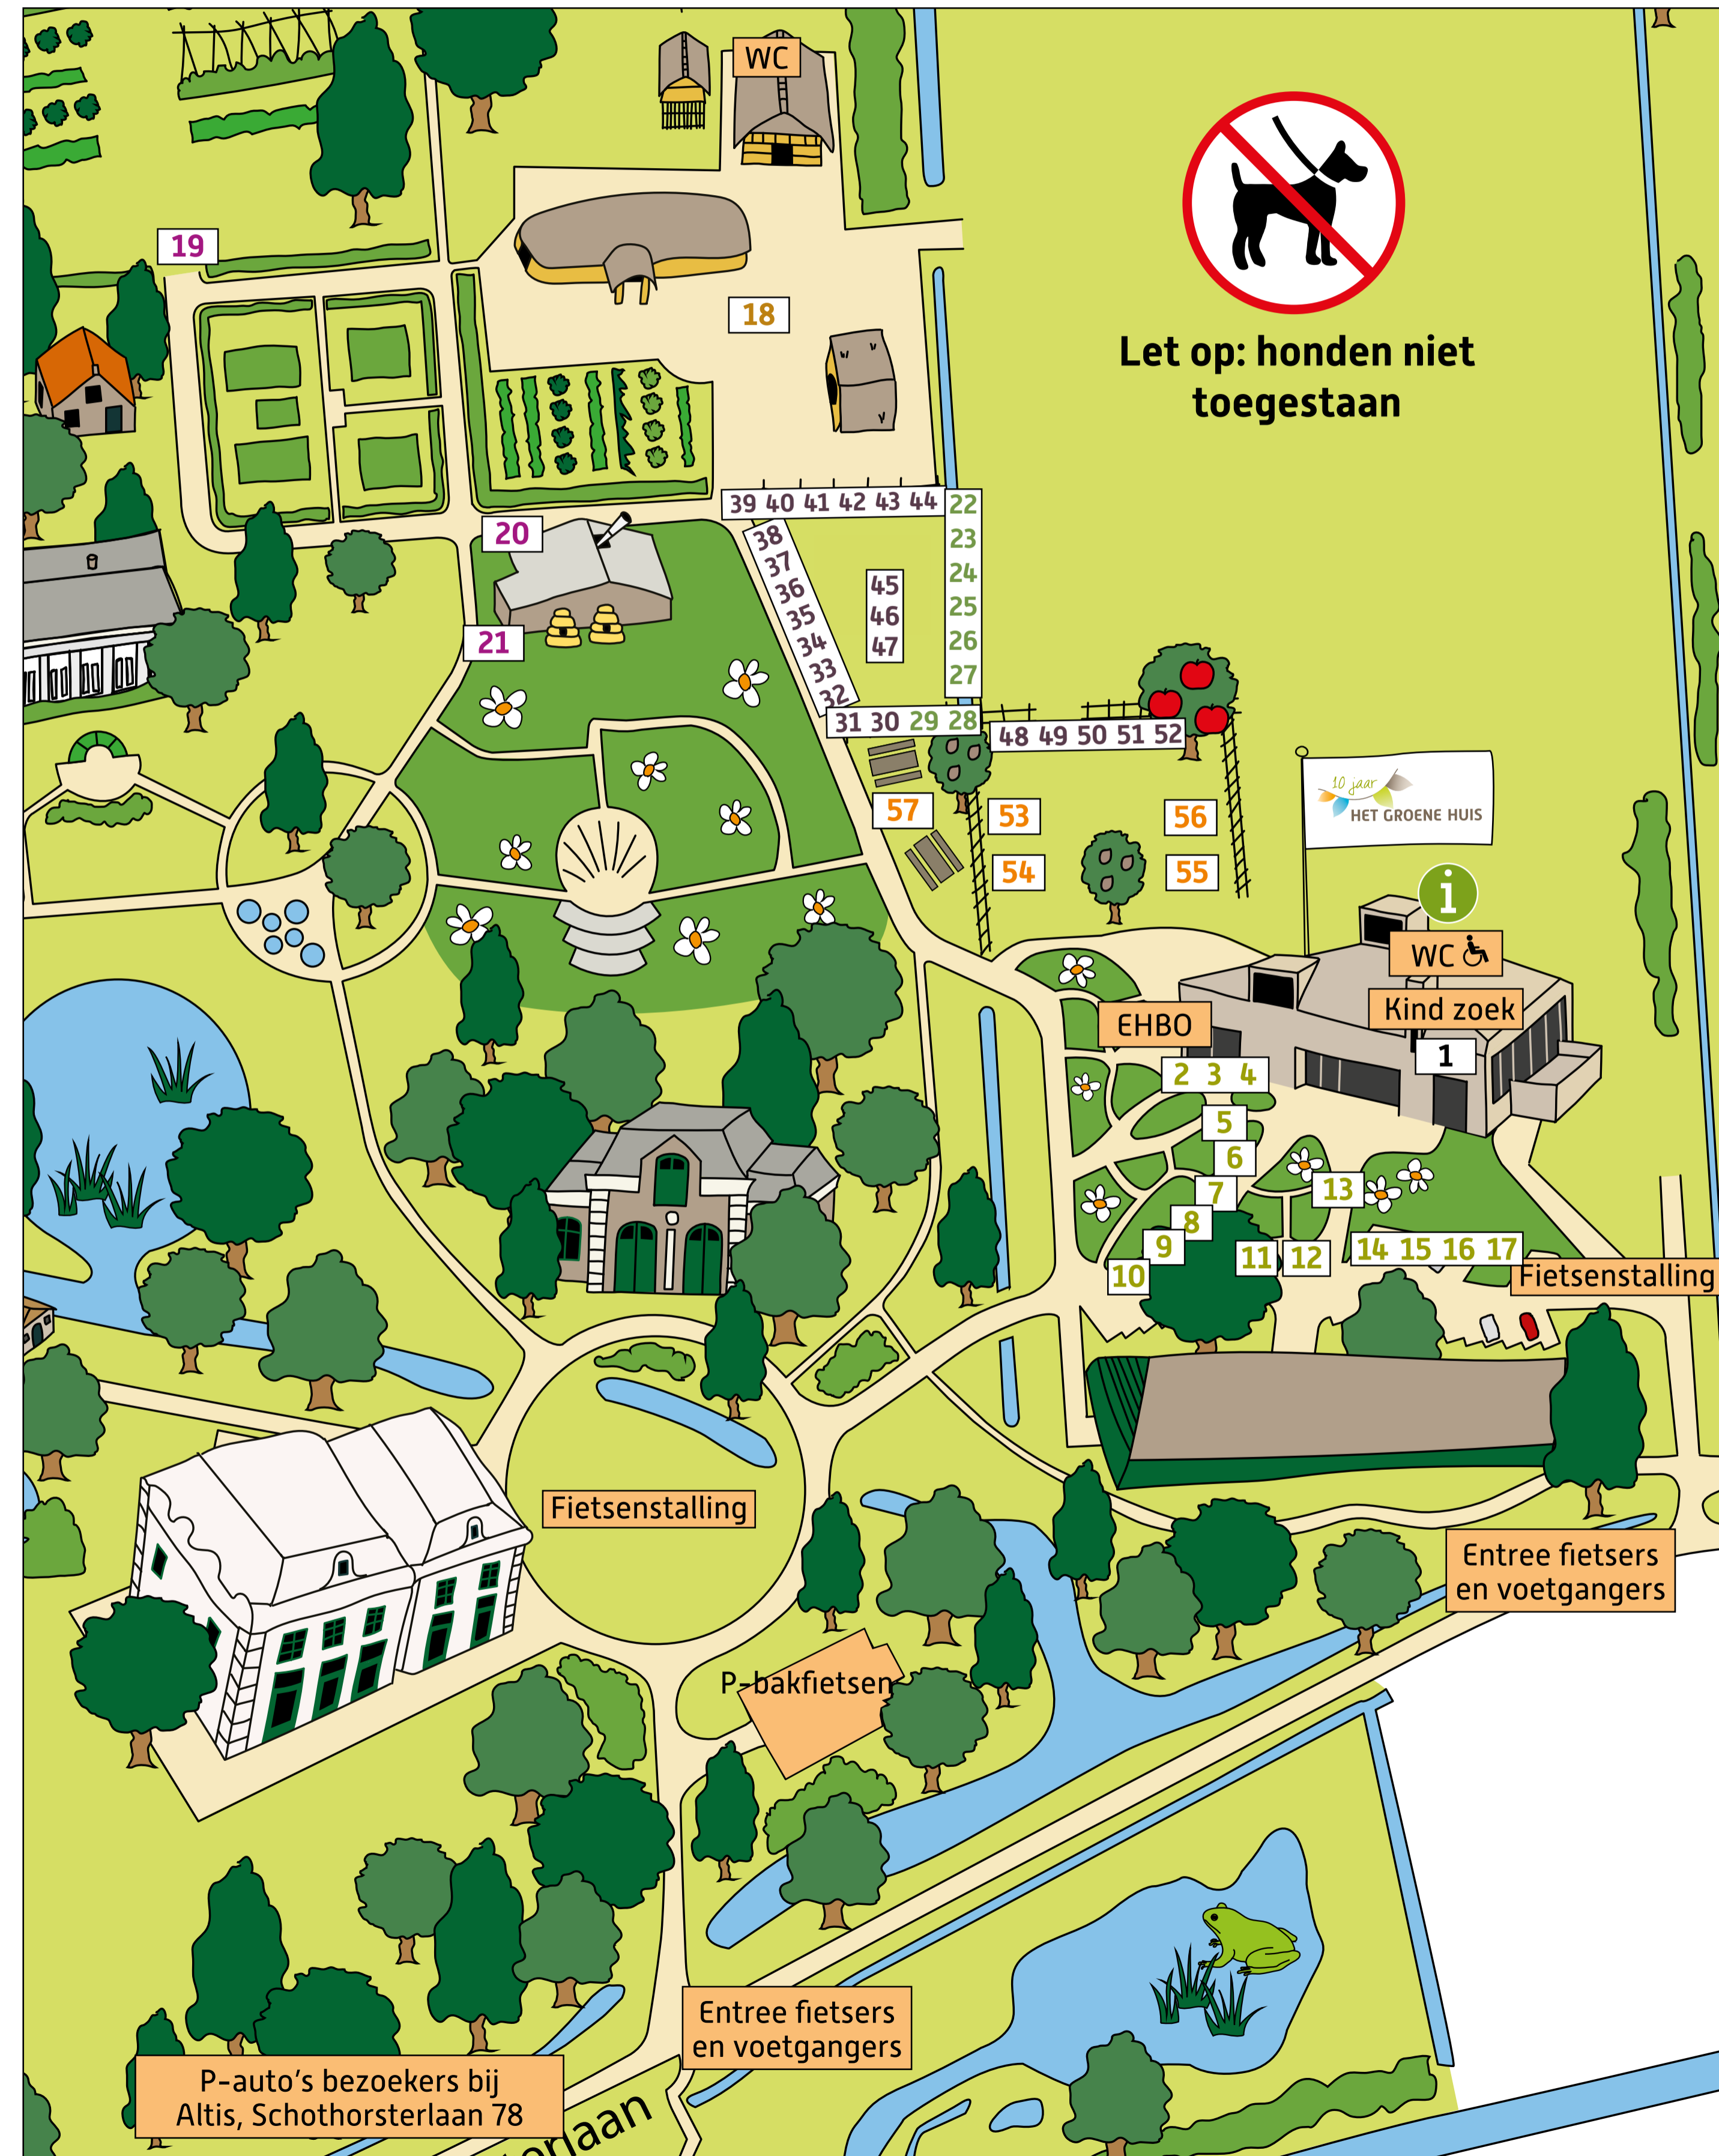 WC
19
Let op: honden niet
toegestaan
18
39 40 41 42 43 44 22
20
38
23
37
24
36
45
35
25
46
34
26
47
21
33
27
32
31 30 29 28
48 49 50 51 52
10 jaar
HET GROENE HUIS
57
53
56
54
55
i
WC
Kind zoek
EHBO
1
2 3 4
5
6
7
13
8
9
10
11
12
14 15 16 17
Fietsenstalling
Fietsenstalling
Entree fietsers
en voetgangers
P-bakfietsen
Entree fietsers
en voetgangers
P-auto's bezoekers bij
Altis, Schothorsterlaan 78